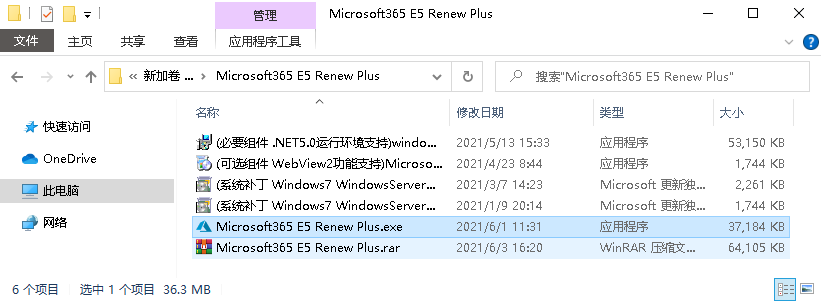 管理
Microsoft365 E5 Renew Plus
文件
主页
共享
查看
应用程序工具
« 新加卷 ... › Microsoft365 E5 Renew Plus
搜索"Microsoft365 E5 Renew Plus"
快速访问
OneDrive
此电脑
网络
名称 修改日期 类型 大小
(必要组件 .NET5.0运行环境支持)windo... 2021/5/13 15:33 应用程序 53,150 KB
(可选组件 WebView2功能支持)Microso... 2021/4/23 8:44 应用程序 1,744 KB
(系统补丁 Windows7 WindowsServer... 2021/3/7 14:23 Microsoft 更新独... 2,261 KB
(系统补丁 Windows7 WindowsServer... 2021/1/9 20:14 Microsoft 更新独... 1,744 KB
Microsoft365 E5 Renew Plus.exe 2021/6/1 11:31 应用程序 37,184 KB
Microsoft365 E5 Renew Plus.rar 2021/6/3 16:20 WinRAR 压缩文... 64,105 KB
6 个项目 选中 1 个项目 36.3 MB